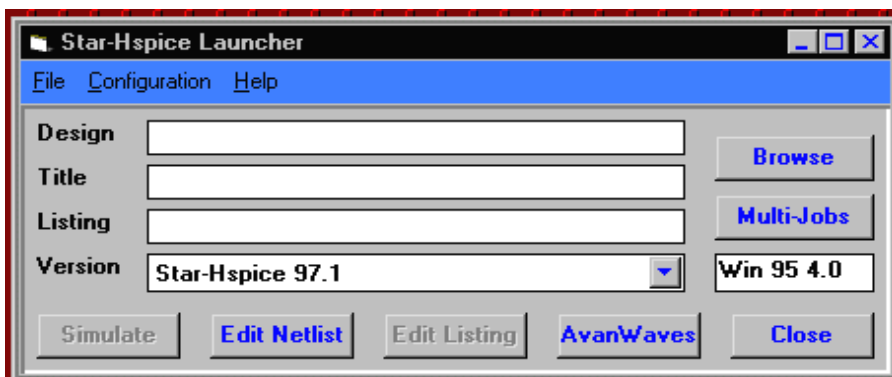 Star-Hspice Launcher
File Configuration Help
Design
Browse
Title
Multi-Jobs
Listing
Version Star-Hspice 97.1 Win 95 4.0
Simulate Edit Netlist Edit Listing AvanWaves Close